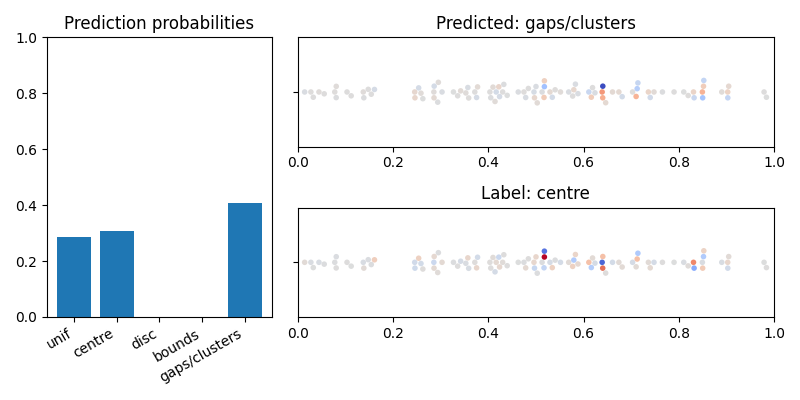 Prediction probabilities
1.0
0.8
0.6
0.4
0.2
0.0
unif
centre
disc
bounds
gaps/clusters
Predicted: gaps/clusters
0.0 0.2 0.4 0.6 0.8 1.0
Label: centre
0.0 0.2 0.4 0.6 0.8 1.0